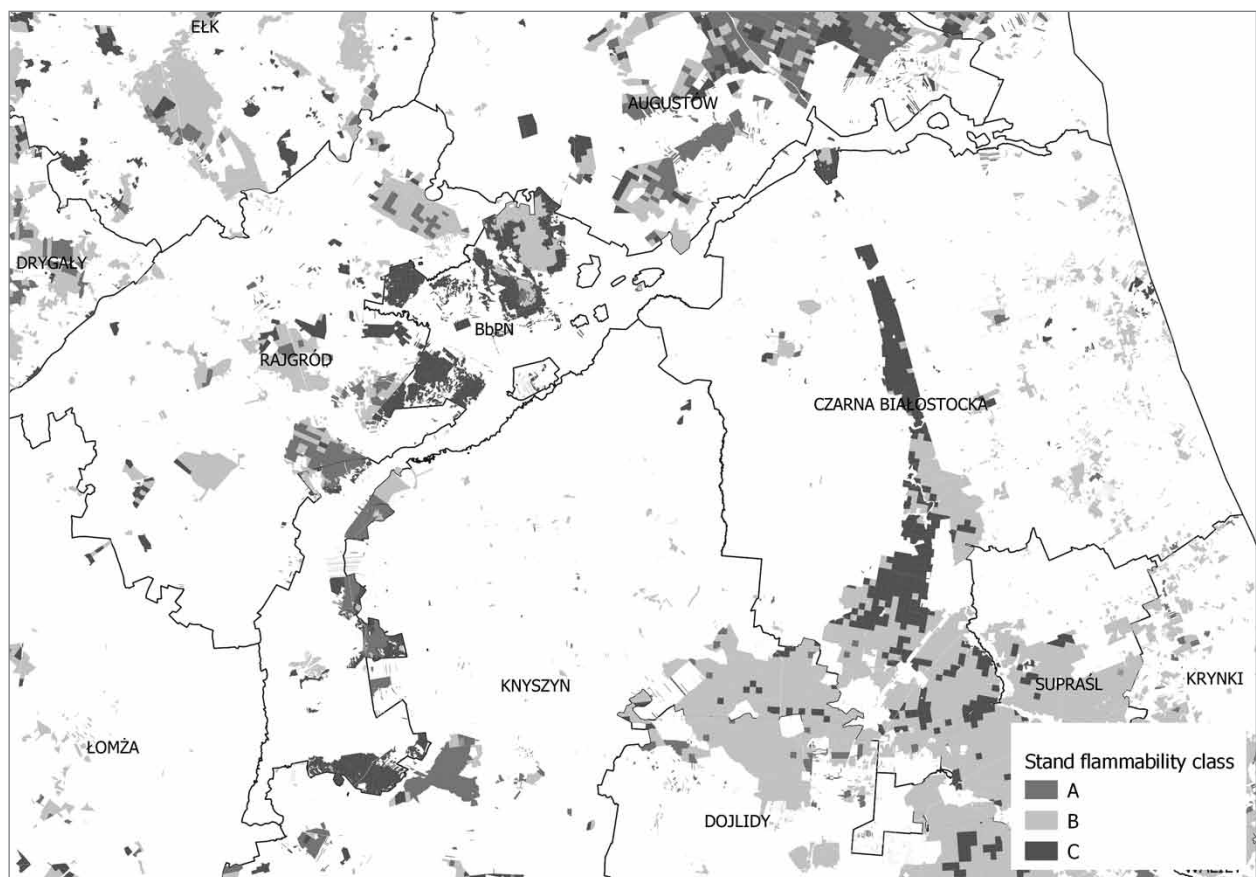 EŁK
AUGUSTÓW
DRYGAŁY
BbPN
RAJGRÓD
CZARNA BIAŁOSTOCKA
KNYSZYN
SUPRAŚL
KRYNKI
ŁOMŻA
DOJLIDY
Stand flammability class
A
B
C